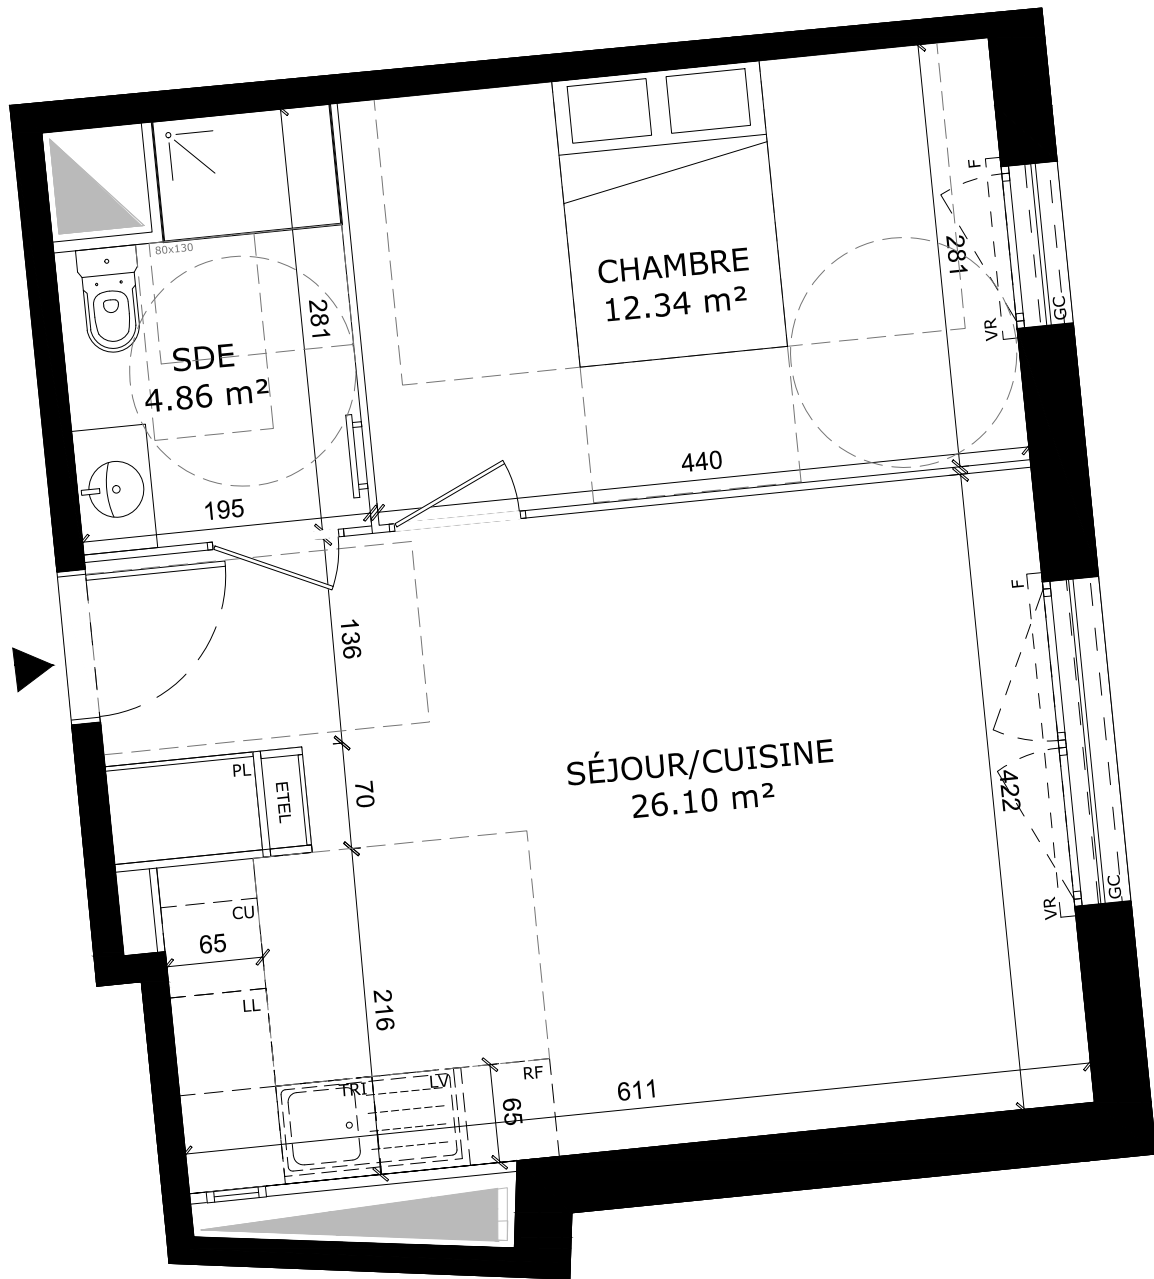 80x130
SDE
4.86 m²
281
195
CHAMBRE
12.34 m²
440
281
F
VR
GC
136
PL
ETEL
70
SÉJOUR/CUISINE
26.10 m²
F
422
VR
GC
CU
65
LL
216
TRI
LV
RF
65
611